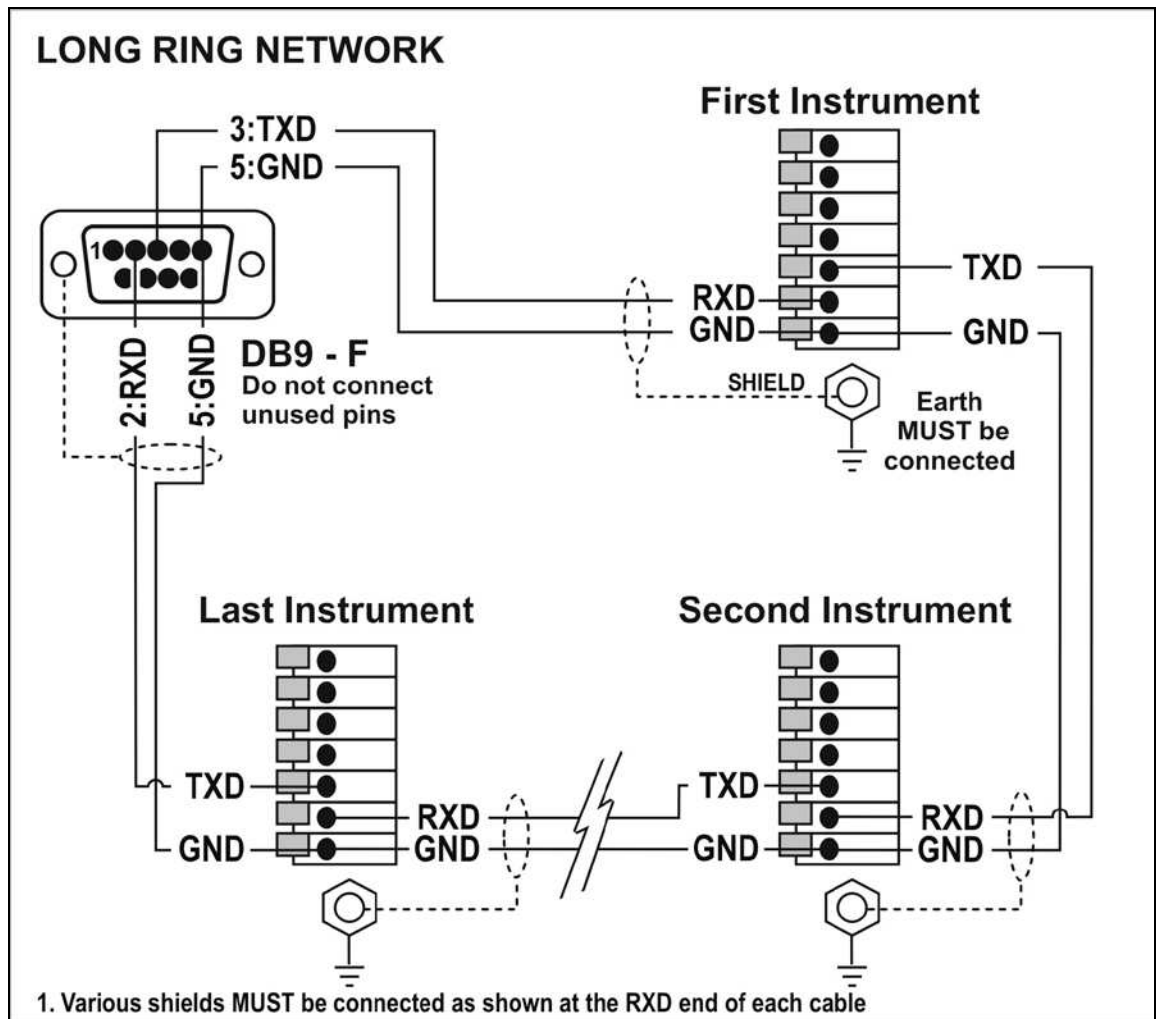 LONG RING NETWORK
First Instrument
3:TXD
5:GND
1
TXD
RXD
GND
GND
DB9 - F
Do not connect
unused pins
2:RXD
5:GND
SHIELD
Earth
MUST be
connected
Last Instrument
Second Instrument
TXD
RXD
GND
GND
TXD
RXD
GND
GND
1. Various shields MUST be connected as shown at the RXD end of each cable